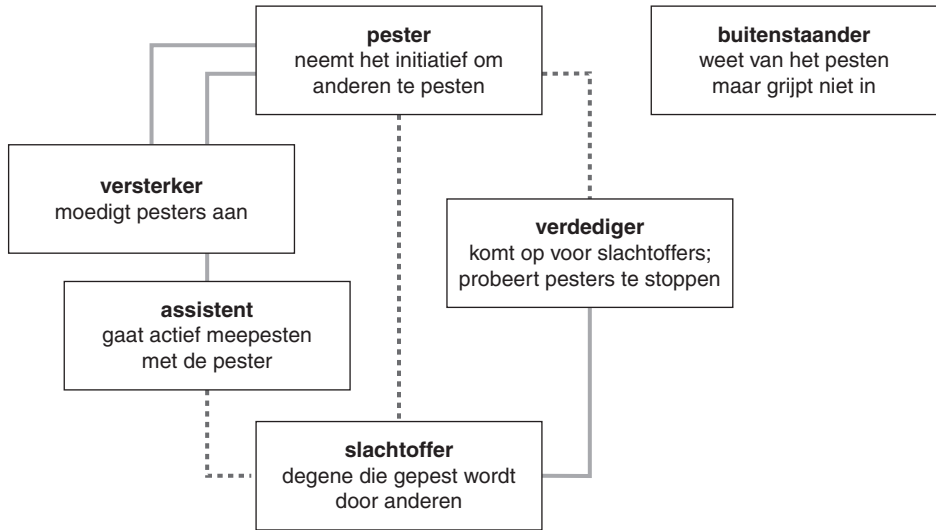 pester
neemt het initiatief om
anderen te pesten
buitenstaander
weet van het pesten
maar grijpt niet in
versterker
moedigt pesters aan
verdediger
komt op voor slachtoffers;
probeert pesters te stoppen
assistent
gaat actief meepesten
met de pester
slachtoffer
degene die gepest wordt
door anderen